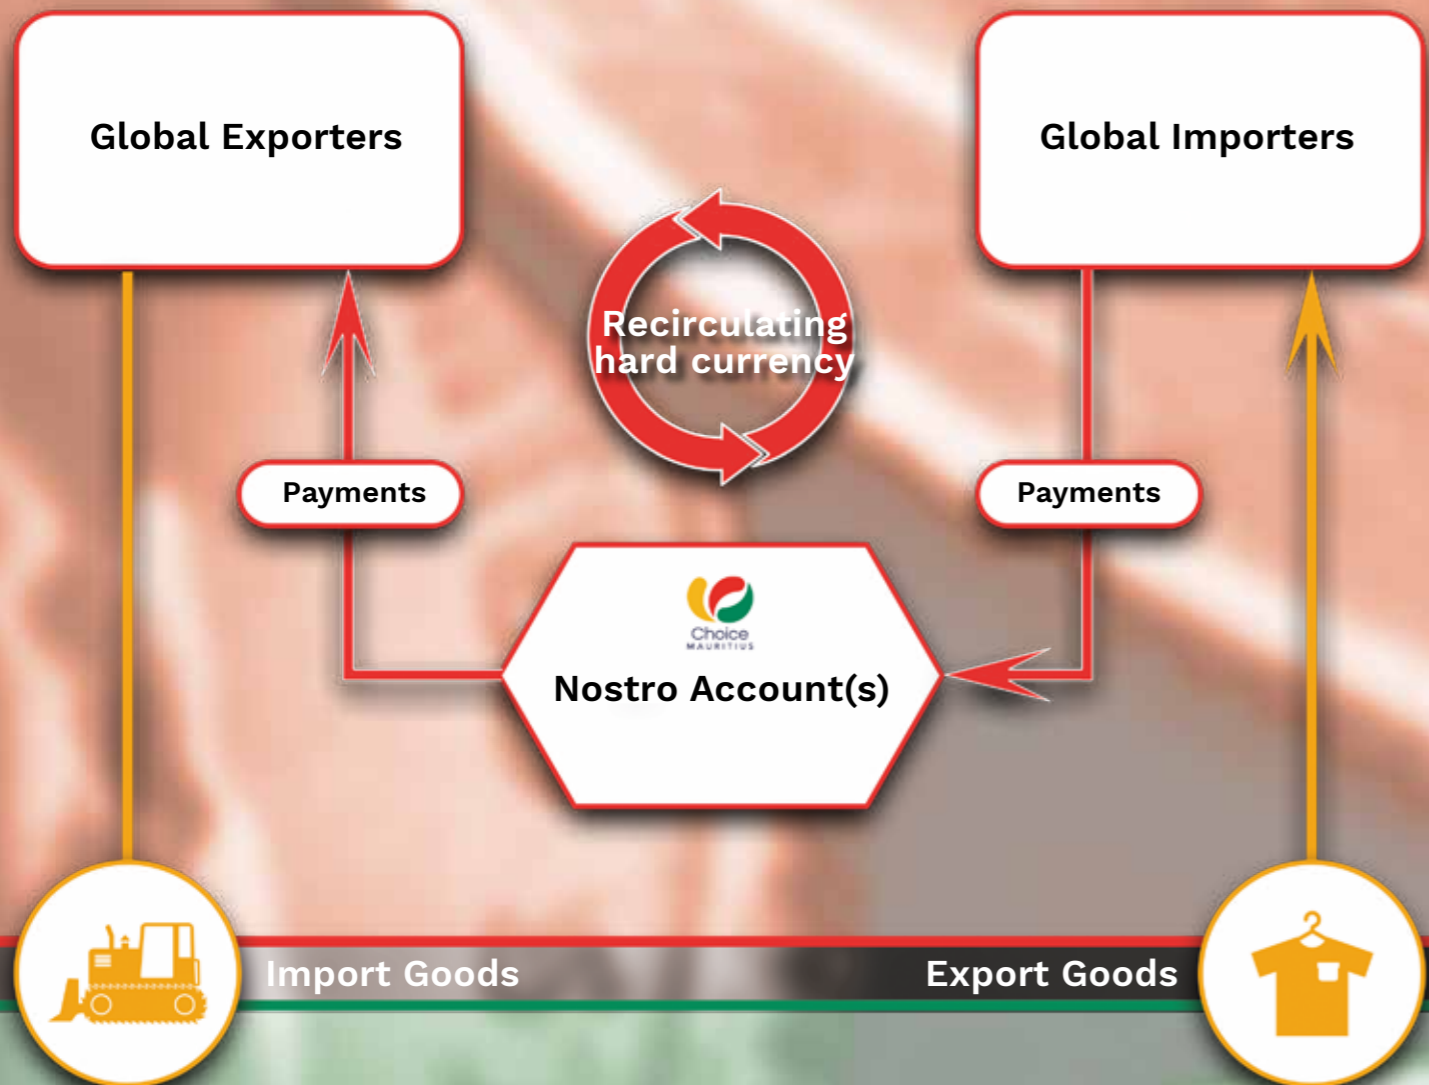 Global Exporters
Global Importers
Recirculating
hard currency
Payments
Payments
Choice
MAURITIUS
Nostro Account(s)
Import Goods
Export Goods